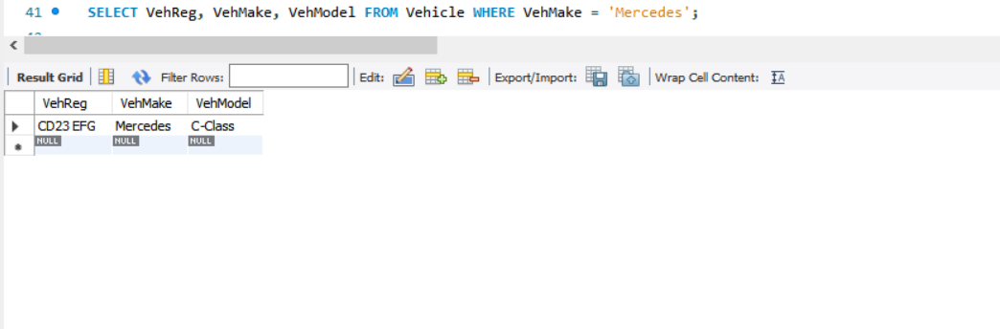 41 SELECT VehReg, VehMake, VehModel FROM Vehicle WHERE VehMake = 'Mercedes';
Result Grid Filter Rows: Edit: Export/Import: Wrap Cell Content:
VehReg VehMake VehModel
CD23 EFG Mercedes C-Class
NULL NULL NULL